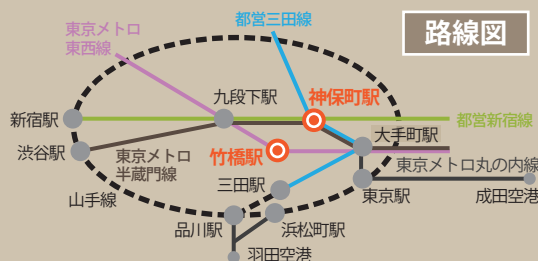 路線図
東京メトロ
東西線
都営三田線
九段下駅
神保町駅
新宿駅
都営新宿線
大手町駅
渋谷駅
東京メトロ
半蔵門線
竹橋駅
東京メトロ丸の内線
三田駅
山手線
東京駅
成田空港
品川駅
浜松町駅
羽田空港